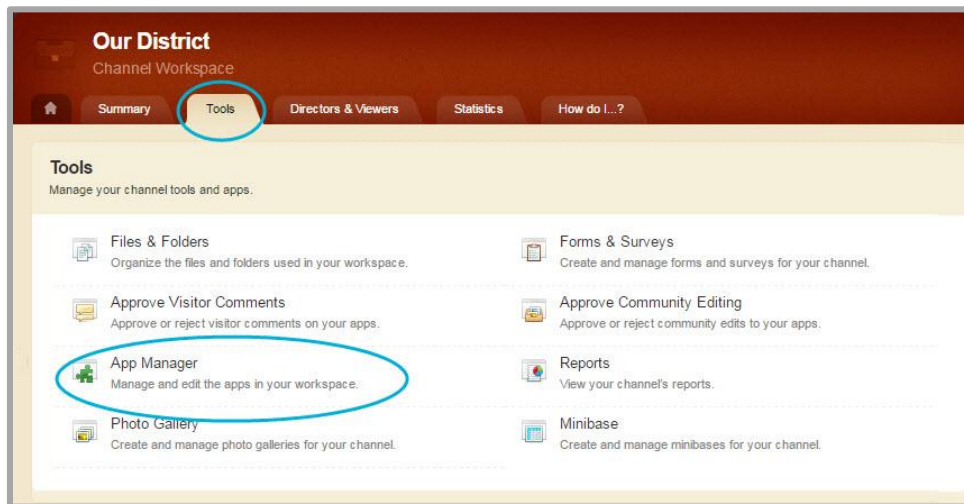 Our District
Channel Workspace
Summary Tools Directors & Viewers Statistics How do I...?
Tools
Manage your channel tools and apps.
Files & Folders
Organize the files and folders used in your workspace.
Forms & Surveys
Create and manage forms and surveys for your channel.
Approve Visitor Comments
Approve or reject visitor comments on your apps.
Approve Community Editing
Approve or reject community edits to your apps.
App Manager
Manage and edit the apps in your workspace.
Reports
View your channel's reports.
Photo Gallery
Create and manage photo galleries for your channel.
Minibase
Create and manage minibases for your channel.